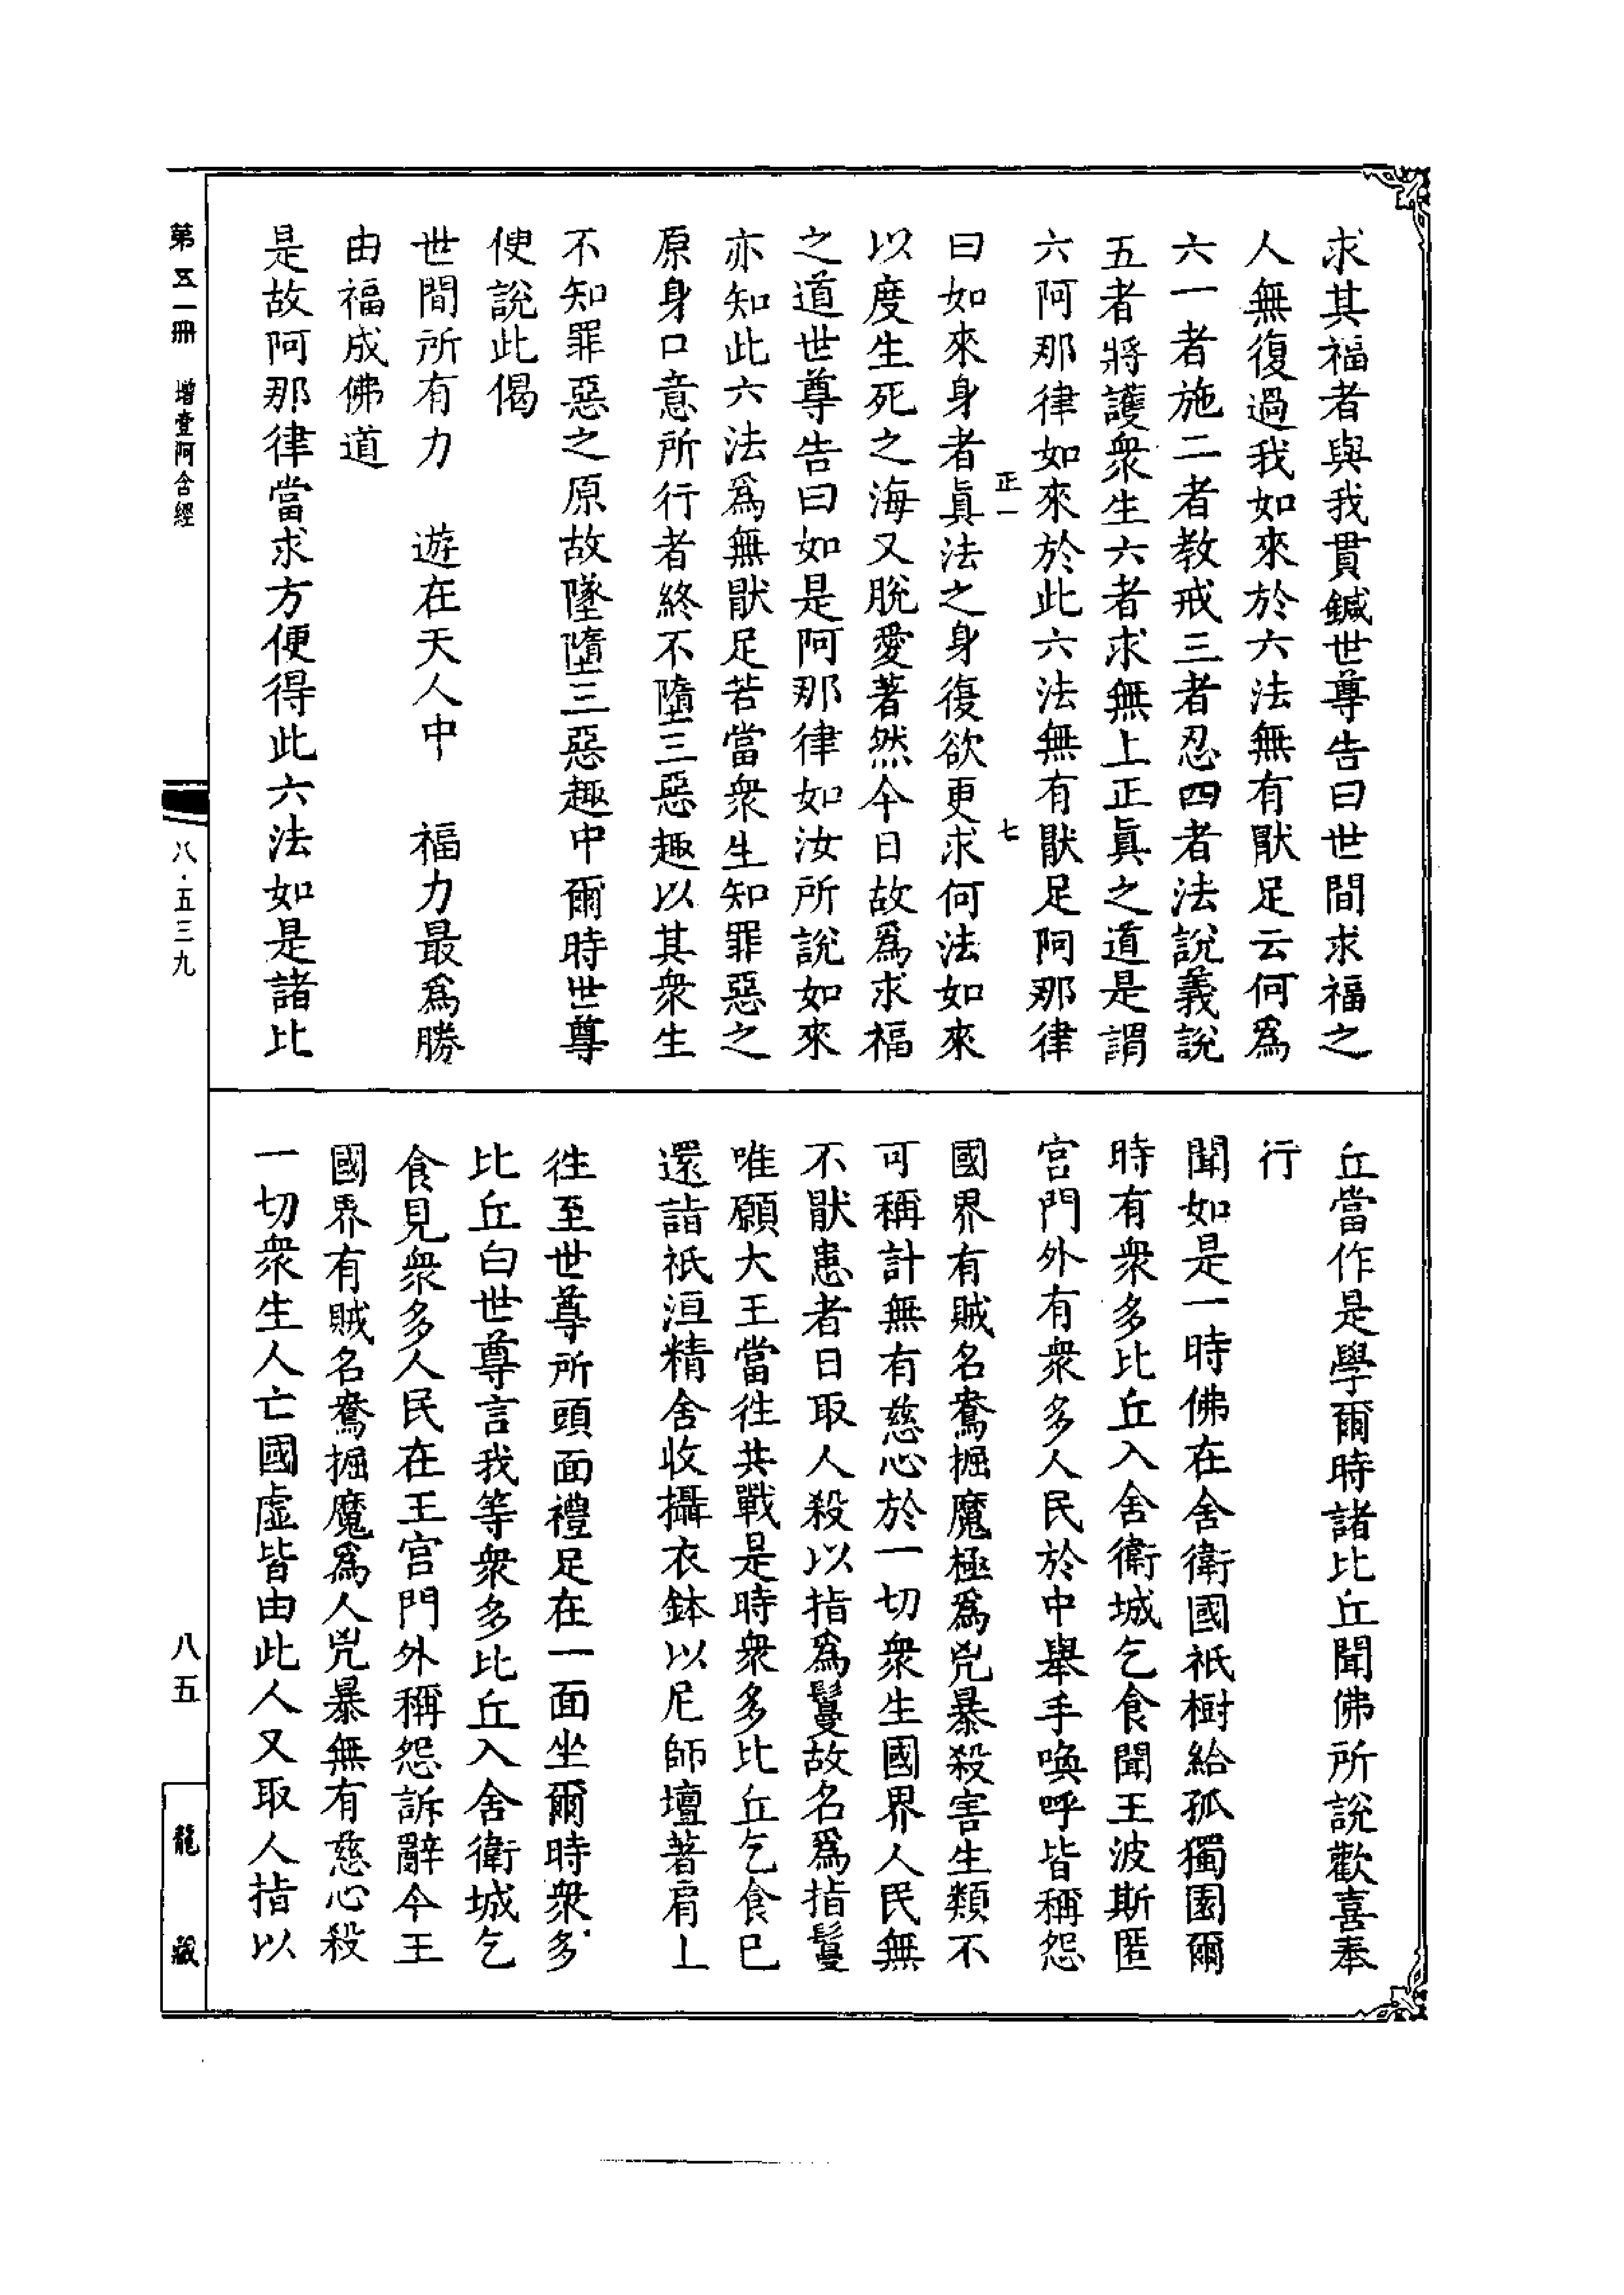 求其福者與我貫鍼世尊告曰世間求福之
人無復過我如來於六法無有猒足云何爲
六一者施二者教戒三者忍四者法說義說
五者將護衆生六者求無上正眞之道是謂
六阿那律如來於此六法無有猒足阿那律
正一 七
曰如來身者眞法之身復欲更求何法如來
以度生死之海又脫愛著然今日故爲求福
之道世尊告曰如是阿那律如汝所說如來
亦知此六法爲無猒足若當衆生知罪惡之
原身口意所行者終不墮三惡趣以其衆生
不知罪惡之原故墜墮三惡趣中爾時世尊
便說此偈
世間所有力 遊在天人中 福力最爲勝
由福成佛道
是故阿那律當求方便得此六法如是諸比
丘當作是學爾時諸比丘聞佛所說歡喜奉
行
聞如是一時佛在舍衛國祇樹給孤獨園爾
時有衆多比丘入舍衛城乞食聞王波斯匿
宮門外有衆多人民於中舉手喚呼皆稱怨
國界有賊名鴦掘魔極爲兇暴殺害生類不
可稱計無有慈心於一切衆生國界人民無
不猒患者日取人殺以指爲鬘故名爲指鬘
唯願大王當往共戰是時衆多比丘乞食已
還詣祇洹精舍收攝衣鉢以尼師壇著肩上
往至世尊所頭面禮足在一面坐爾時衆多
比丘白世尊言我等衆多比丘入舍衛城乞
食見衆多人民在王宮門外稱怨訴辭今王
國界有賊名鴦掘魔爲人兇暴無有慈心殺
一切衆生人亡國虛皆由此人又取人指以
第五一冊 增壹阿含經
八·五三九
八五
龍藏